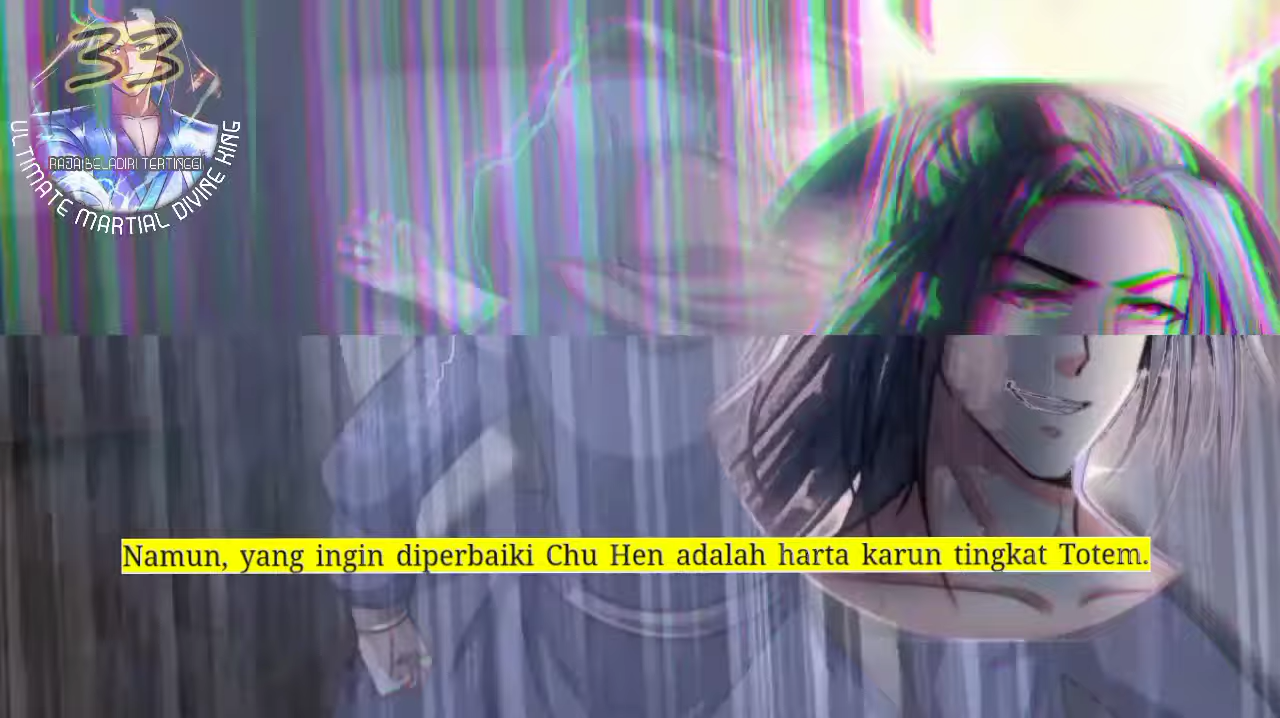 33
RAJA BELADIRI TERTINGGI
ULTIMATE MARTIAL DIVINE KING
Namun, yang ingin diperbaiki Chu Hen adalah harta karun tingkat Totem.